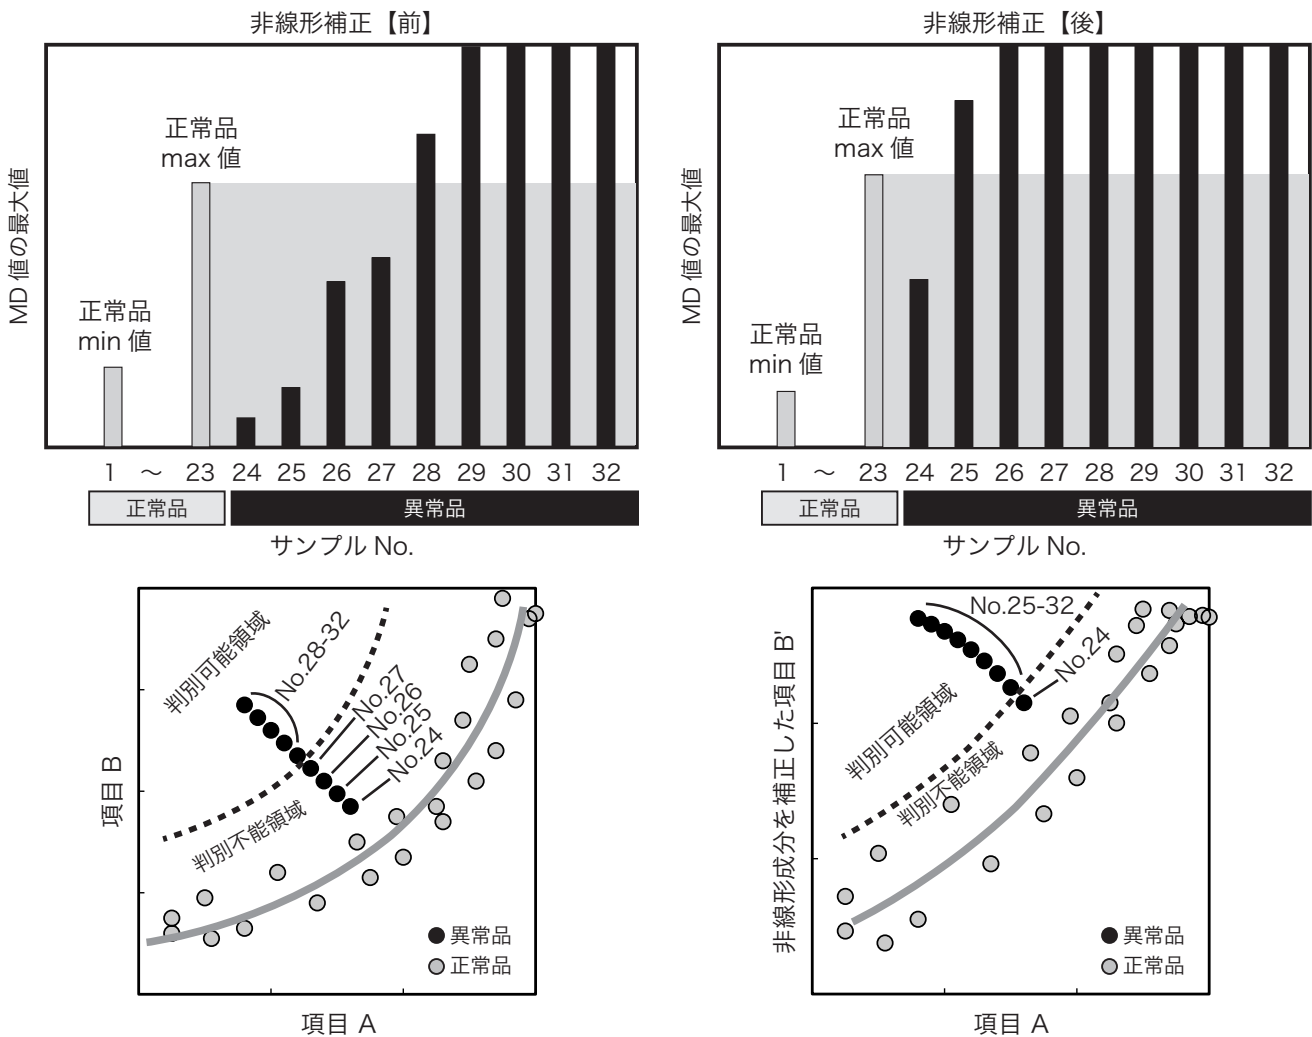 非線形補正【前】
MD 値の最大値
正常品
min 値
正常品
max 値
1 ～ 23 24 25 26 27 28 29 30 31 32
正常品
異常品
サンプル No.
非線形補正【後】
MD 値の最大値
正常品
min 値
正常品
max 値
1 ～ 23 24 25 26 27 28 29 30 31 32
正常品
異常品
サンプル No.
項目 B
判別可能領域
No.28-32
No.27
No.26
No.25
No.24
判別不能領域
異常品
正常品
項目 A
非線形成分を補正した項目 B'
No.25-32
No.24
判別可能領域
判別不能領域
異常品
正常品
項目 A